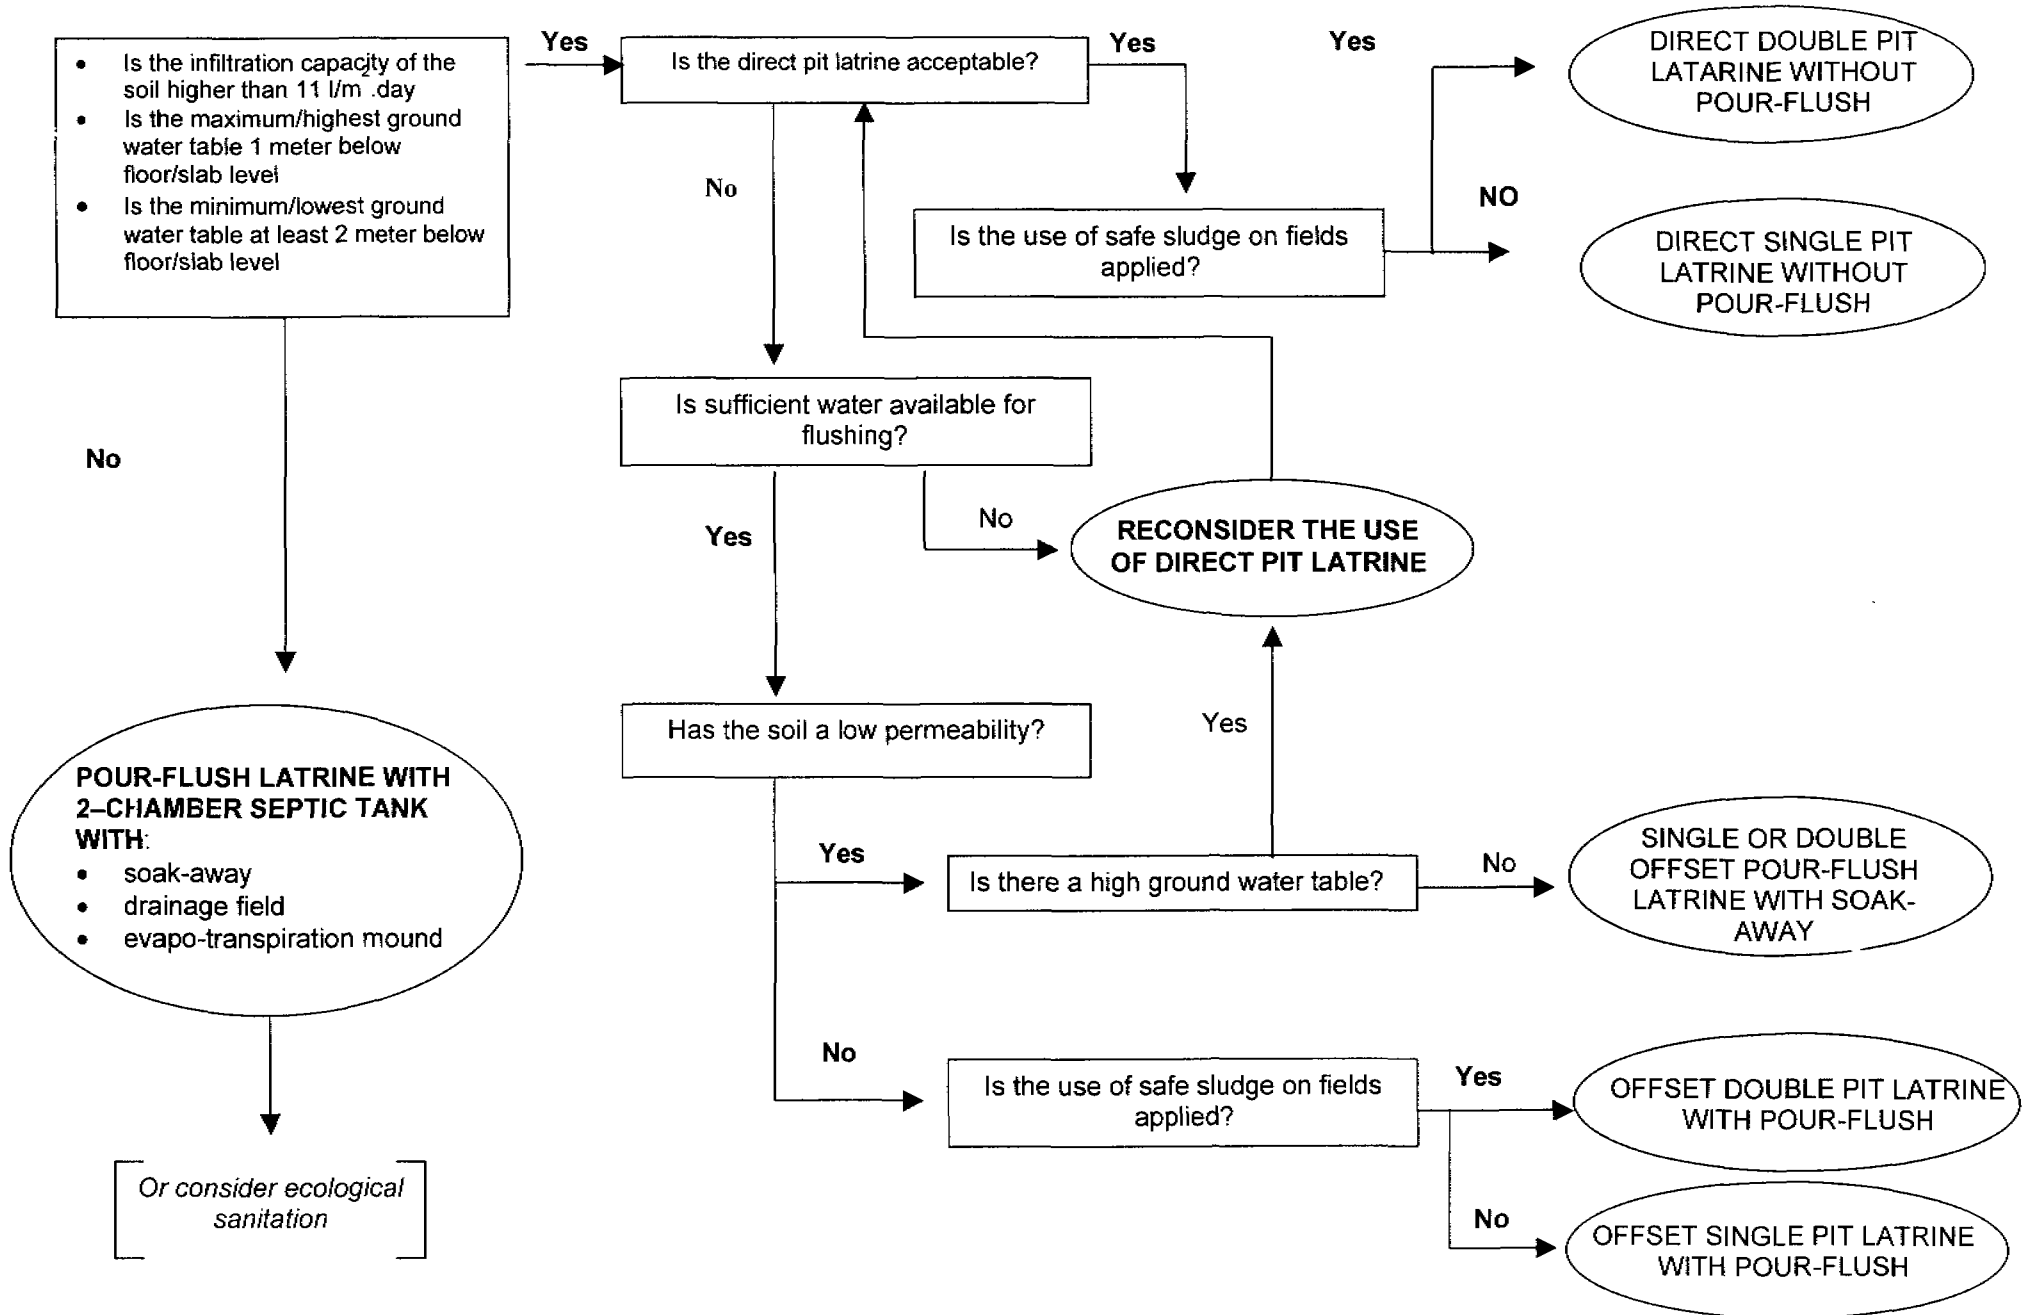 • Is the infiltration capacity of the
soil higher than 11 l/m².day
• Is the maximum/highest ground
water table 1 meter below
floor/slab level
• Is the minimum/lowest ground
water table at least 2 meter below
floor/slab level
Yes
Is the direct pit latrine acceptable?
Yes
Yes
DIRECT DOUBLE PIT
LATARINE WITHOUT
POUR-FLUSH
No
Is the use of safe sludge on fields
applied?
NO
DIRECT SINGLE PIT
LATRINE WITHOUT
POUR-FLUSH
Is sufficient water available for
flushing?
No
Yes
No
RECONSIDER THE USE
OF DIRECT PIT LATRINE
Has the soil a low permeability?
Yes
POUR-FLUSH LATRINE WITH
2–CHAMBER SEPTIC TANK
WITH:
• soak-away
• drainage field
• evapo-transpiration mound
Yes
Is there a high ground water table?
No
SINGLE OR DOUBLE
OFFSET POUR-FLUSH
LATRINE WITH SOAK-
AWAY
No
Is the use of safe sludge on fields
applied?
Yes
OFFSET DOUBLE PIT LATRINE
WITH POUR-FLUSH
No
OFFSET SINGLE PIT LATRINE
WITH POUR-FLUSH
Or consider ecological
sanitation